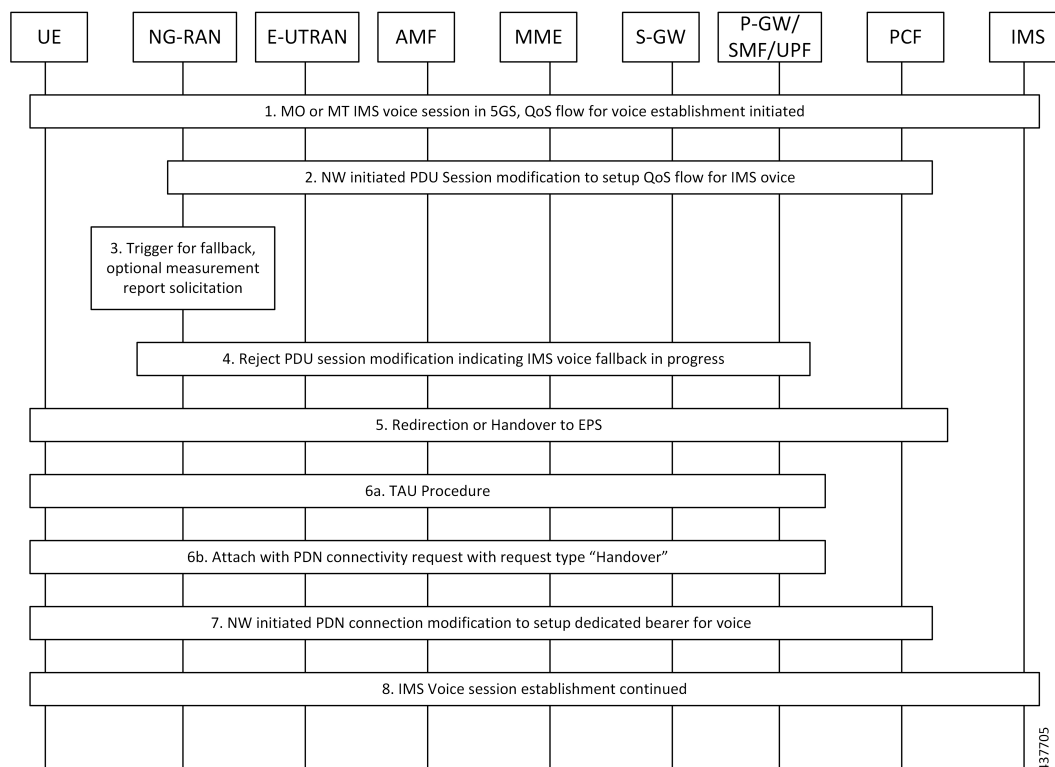 UE
NG-RAN
E-UTRAN
AMF
MME
S-GW
P-GW/
SMF/UPF
PCF
IMS
1. MO or MT IMS voice session in 5GS, QoS flow for voice establishment initiated
2. NW initiated PDU Session modification to setup QoS flow for IMS ovice
3. Trigger for fallback,
optional measurement
report solicitation
4. Reject PDU session modification indicating IMS voice fallback in progress
5. Redirection or Handover to EPS
6a. TAU Procedure
6b. Attach with PDN connectivity request with request type “Handover”
7. NW initiated PDN connection modification to setup dedicated bearer for voice
8. IMS Voice session establishment continued
437705